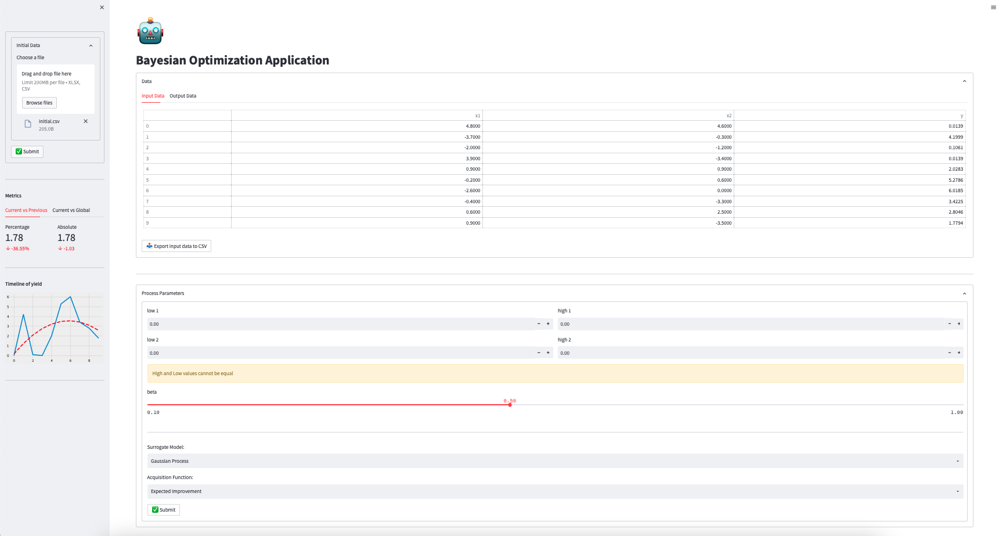 Initial Data
Choose a file
Drag and drop file here
Limit 200MB per file • XLSX,
CSV
Browse files
initial.csv
205.0B
Submit
Metrics
Current vs Previous Current vs Global
Percentage Absolute
1.78 1.78
-36.55% -1.03
Timeline of yield
6
5
4
3
2
1
0
0 2 4 6 8
Bayesian Optimization Application
Data
Input Data Output Data
x1 x2 y
0 4.8000 4.6000 0.0139
1 -3.7000 -0.3000 4.1999
2 -2.0000 -1.2000 0.1061
3 3.9000 -3.4000 0.0139
4 0.9000 0.9000 2.0283
5 -0.2000 0.6000 5.2786
6 -2.6000 0.0000 6.0185
7 -0.4000 -3.3000 3.4225
8 0.6000 2.5000 2.8046
9 0.9000 -3.5000 1.7794
Export input data to CSV
Process Parameters
low 1 high 1
0.00 0.00
low 2 high 2
0.00 0.00
High and Low values cannot be equal
beta
0.50
0.10 1.00
Surrogate Model:
Gaussian Process
Acquisition Function:
Expected Improvement
Submit